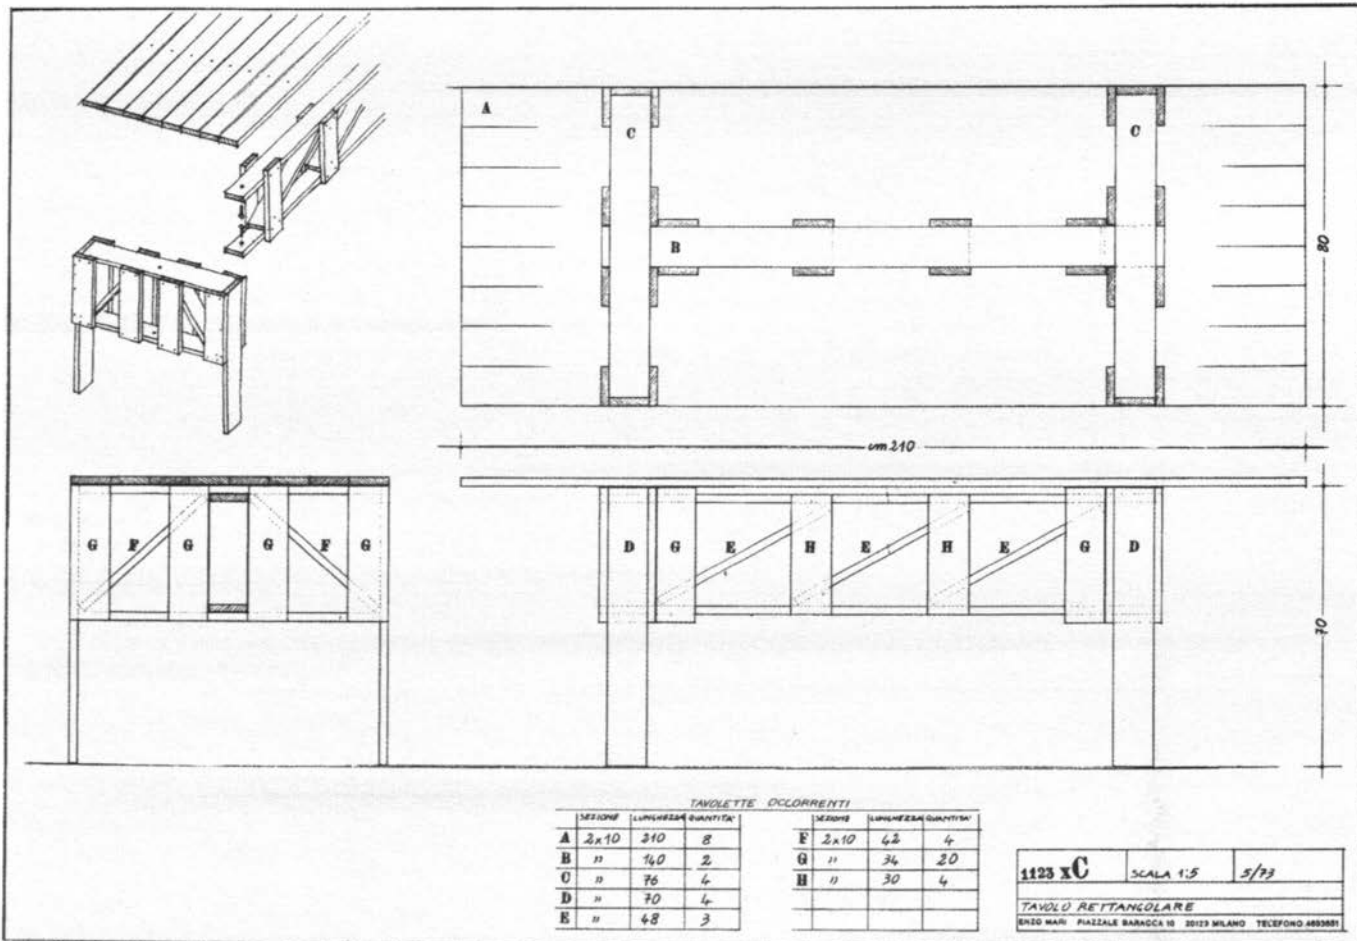 A
C
C
B
80
cm 210
G F G G F G
D G E H E H E G D
70
TAVOLETTE OCCORRENTI
SEZIONE LUNGHEZZA QUANTITA'
A 2x10 210 8
B " 140 2
C " 76 4
D " 70 4
E " 48 3
SEZIONE LUNGHEZZA QUANTITA'
F 2x10 42 4
G " 34 20
H " 30 4
1123 xC SCALA 1:5 5/73
TAVOLO RETTANGOLARE
ENZO MARI PIAZZALE BARACCA 10 20123 MILANO TELEFONO